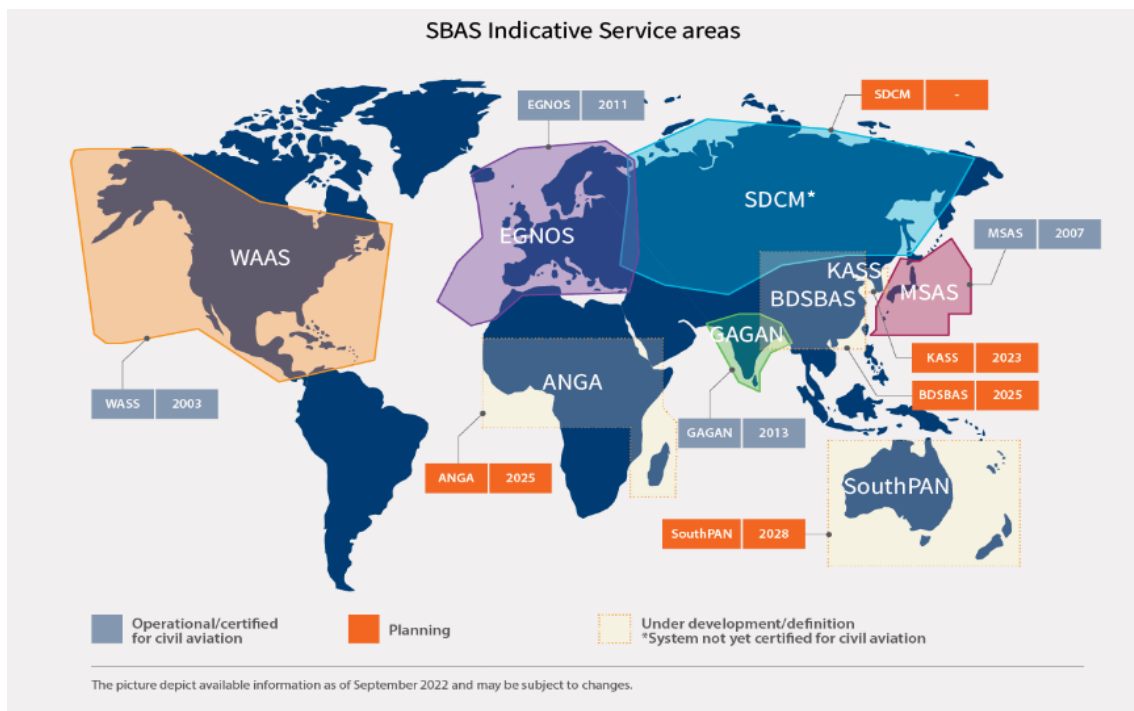 SBAS Indicative Service areas
EGNOS 2011
SDCM -
SDCM*
WAAS
EGNOS
MSAS 2007
KASS
BDSBAS
MSAS
GAGAN
KASS 2023
ANGA
BDSBAS 2025
WASS 2003
GAGAN 2013
ANGA 2025
SouthPAN
SouthPAN 2028
Operational/certified
for civil aviation
Planning
Under development/definition
*System not yet certified for civil aviation
The picture depict available information as of September 2022 and may be subject to changes.